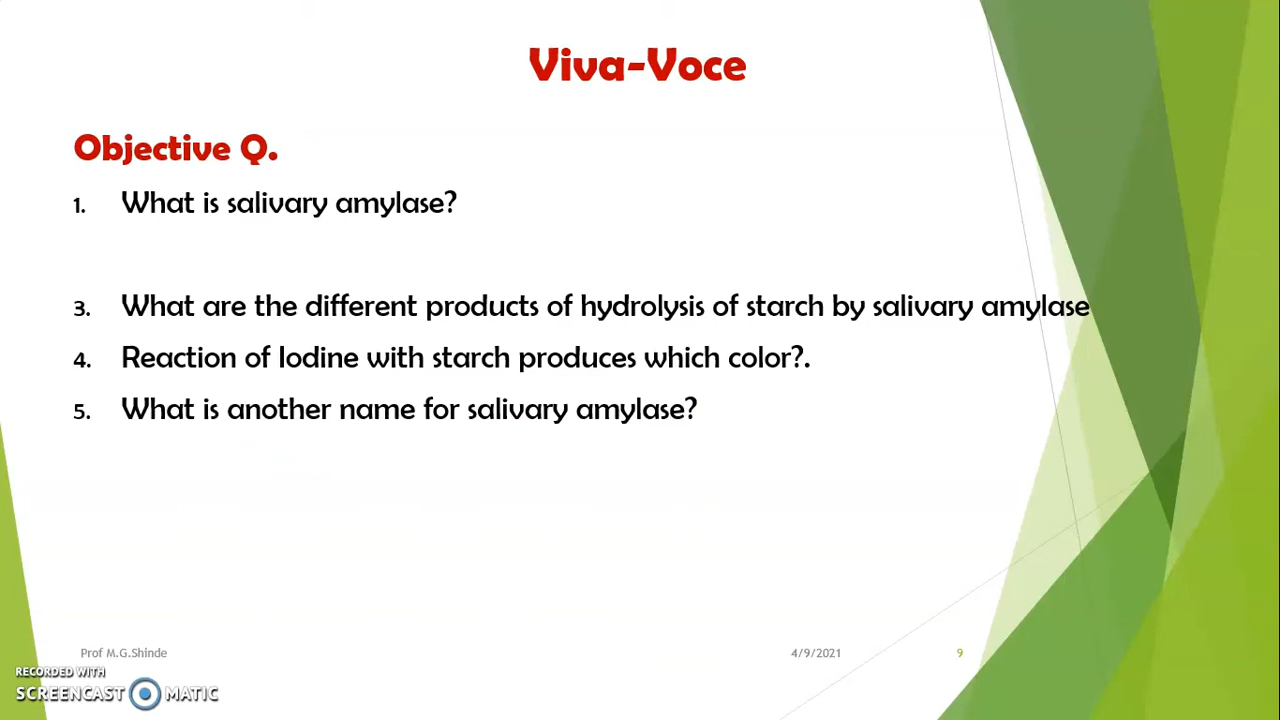 Viva-Voce
Objective Q.
1. What is salivary amylase?
3. What are the different products of hydrolysis of starch by salivary amylase
4. Reaction of Iodine with starch produces which color?.
5. What is another name for salivary amylase?
Prof M.G.Shinde 4/9/2021 9
RECORDED WITH
SCREENCAST MATIC